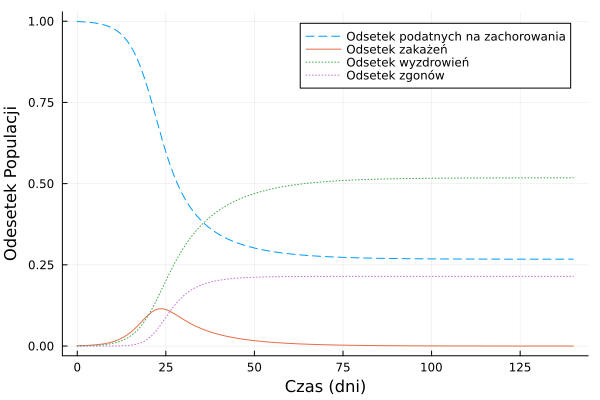 1.00
0.75
0.50
0.25
0.00
Odesetek Populacji
Odsetek podatnych na zachorowania
Odsetek zakażeń
Odsetek wyzdrowień
Odsetek zgonów
0 25 50 75 100 125
Czas (dni)